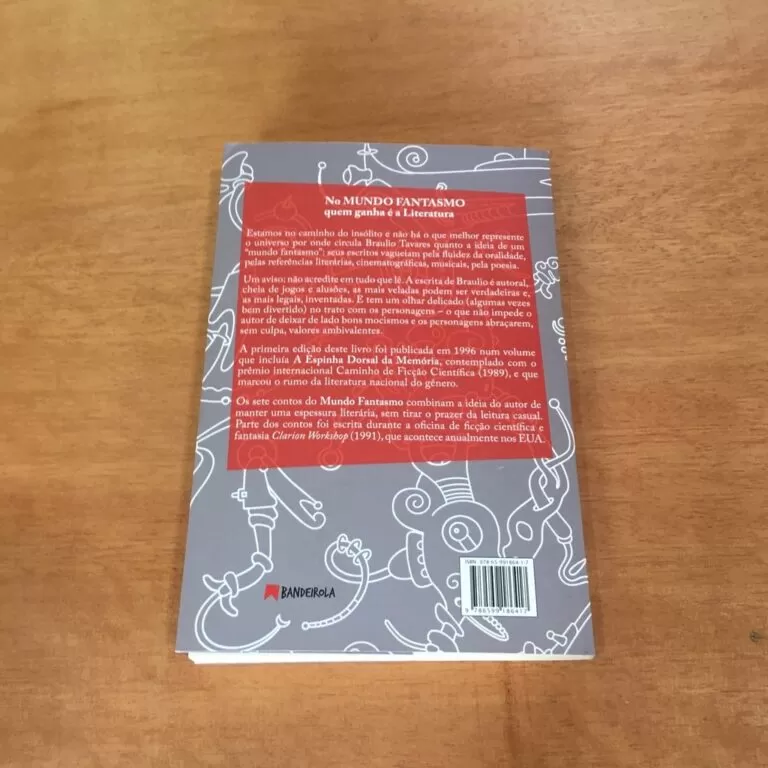 No MUNDO FANTASMO
quem ganha é a Literatura
Estamos no caminho do insólito e não há o que melhor represente
o universo por onde circula Braulio Tavares quanto a ideia de um
"mundo fantasmo"; seus escritos vagueiam pela fluidez da oralidade,
pelas referências literárias, cinematográficas, musicais, pela poesia.
Um aviso: não acredite em tudo que lê. A escrita de Braulio é autoral,
cheia de jogos e alusões, as mais veladas podem ser verdadeiras e,
as mais legais, inventadas. E tem um olhar delicado (algumas vezes
bem divertido) no trato com os personagens – o que não impede o
autor de deixar de lado bons mocismos e os personagens abraçarem,
sem culpa, valores ambivalentes.
A primeira edição deste livro foi publicada em 1996 num volume
que incluía A Espinha Dorsal da Memória, contemplado com o
prêmio internacional Caminho de Ficção Científica (1989), e que
marcou o rumo da literatura nacional do gênero.
Os sete contos do Mundo Fantasmo combinam a ideia do autor de
manter uma espessura literária, sem tirar o prazer da leitura casual.
Parte dos contos foi escrita durante a oficina de ficção científica e
fantasia Clarion Workshop (1991), que acontece anualmente nos EUA.
BANDEIROLA
ISBN: 978-65-991864-1-7
9 786599 186417